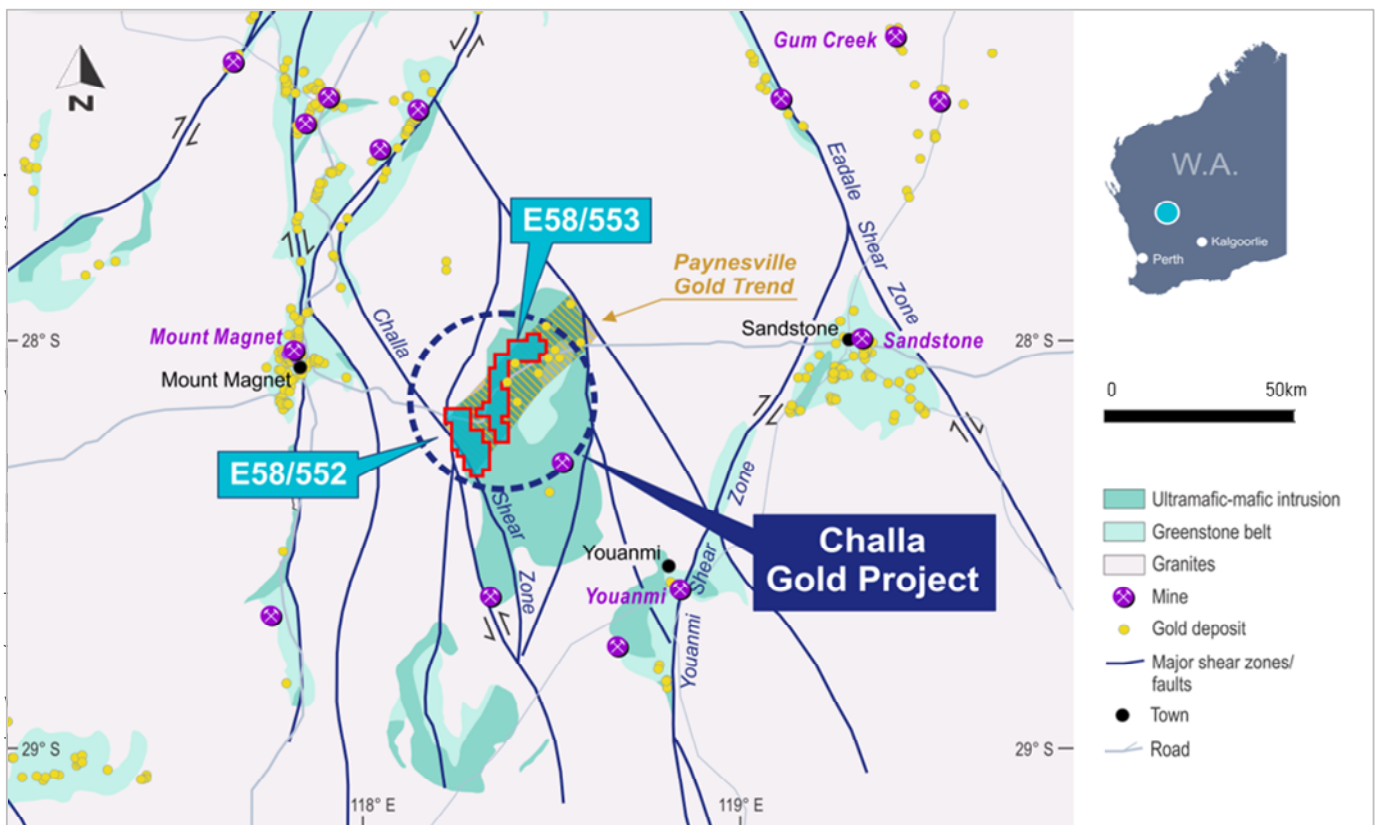 N
Gum Creek
W.A.
Kalgoorlie
Perth
E58/553
Paynesville
Gold Trend
Eadale Shear Zone
Mount Magnet
28° S
Mount Magnet
Challa Shear Zone
Sandstone
Sandstone
28° S
0 50km
E58/552
Challa
Gold Project
Youanmi
Youanmi
Youanmi Shear Zone
29° S
29° S
118° E
119° E
Ultramafic-mafic intrusion
Greenstone belt
Granites
Mine
Gold deposit
Major shear zones/
faults
Town
Road